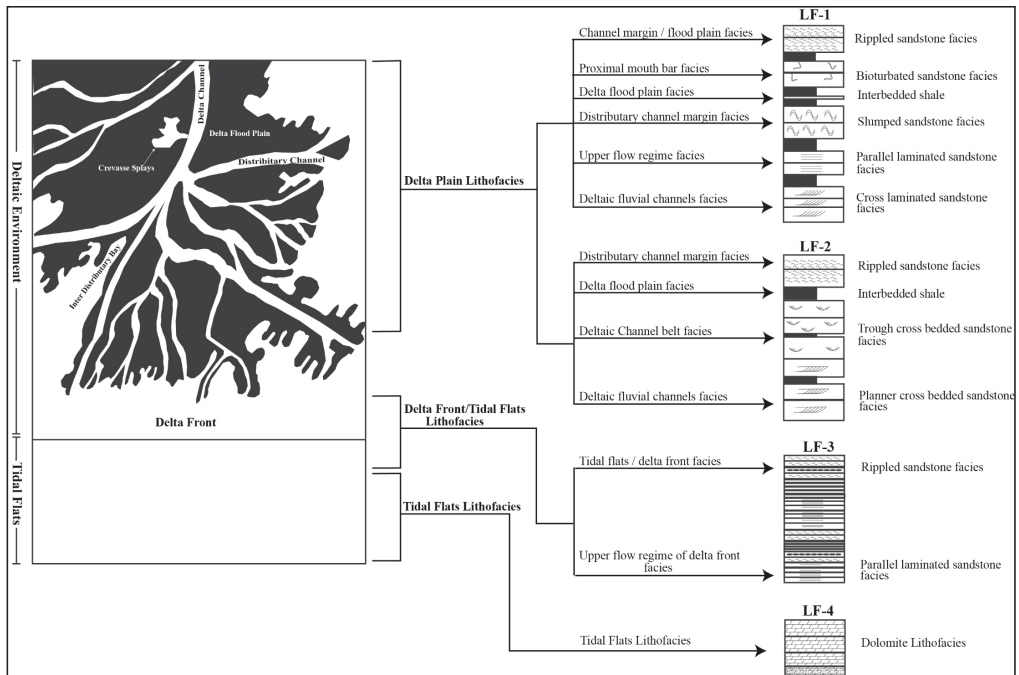 Deltaic Environment
Tidal Flats
Delta Channel
Delta Flood Plain
Crevasse Splays
Distribitary Channel
Inter Distributary Bay
Delta Front
Delta Plain Lithofacies
Delta Front/Tidal Flats
Lithofacies
Tidal Flats Lithofacies
LF-1
Channel margin / flood plain facies
Rippled sandstone facies
Proximal mouth bar facies
Bioturbated sandstone facies
Delta flood plain facies
Interbedded shale
Distributary channel margin facies
Slumped sandstone facies
Upper flow regime facies
Parallel laminated sandstone
facies
Deltaic fluvial channels facies
Cross laminated sandstone
facies
LF-2
Distributary channel margin facies
Rippled sandstone facies
Delta flood plain facies
Interbedded shale
Deltaic Channel belt facies
Trough cross bedded sandstone
facies
Deltaic fluvial channels facies
Planner cross bedded sandstone
facies
LF-3
Tidal flats / delta front facies
Rippled sandstone facies
Upper flow regime of delta front
facies
Parallel laminated sandstone
facies
LF-4
Tidal Flats Lithofacies
Dolomite Lithofacies